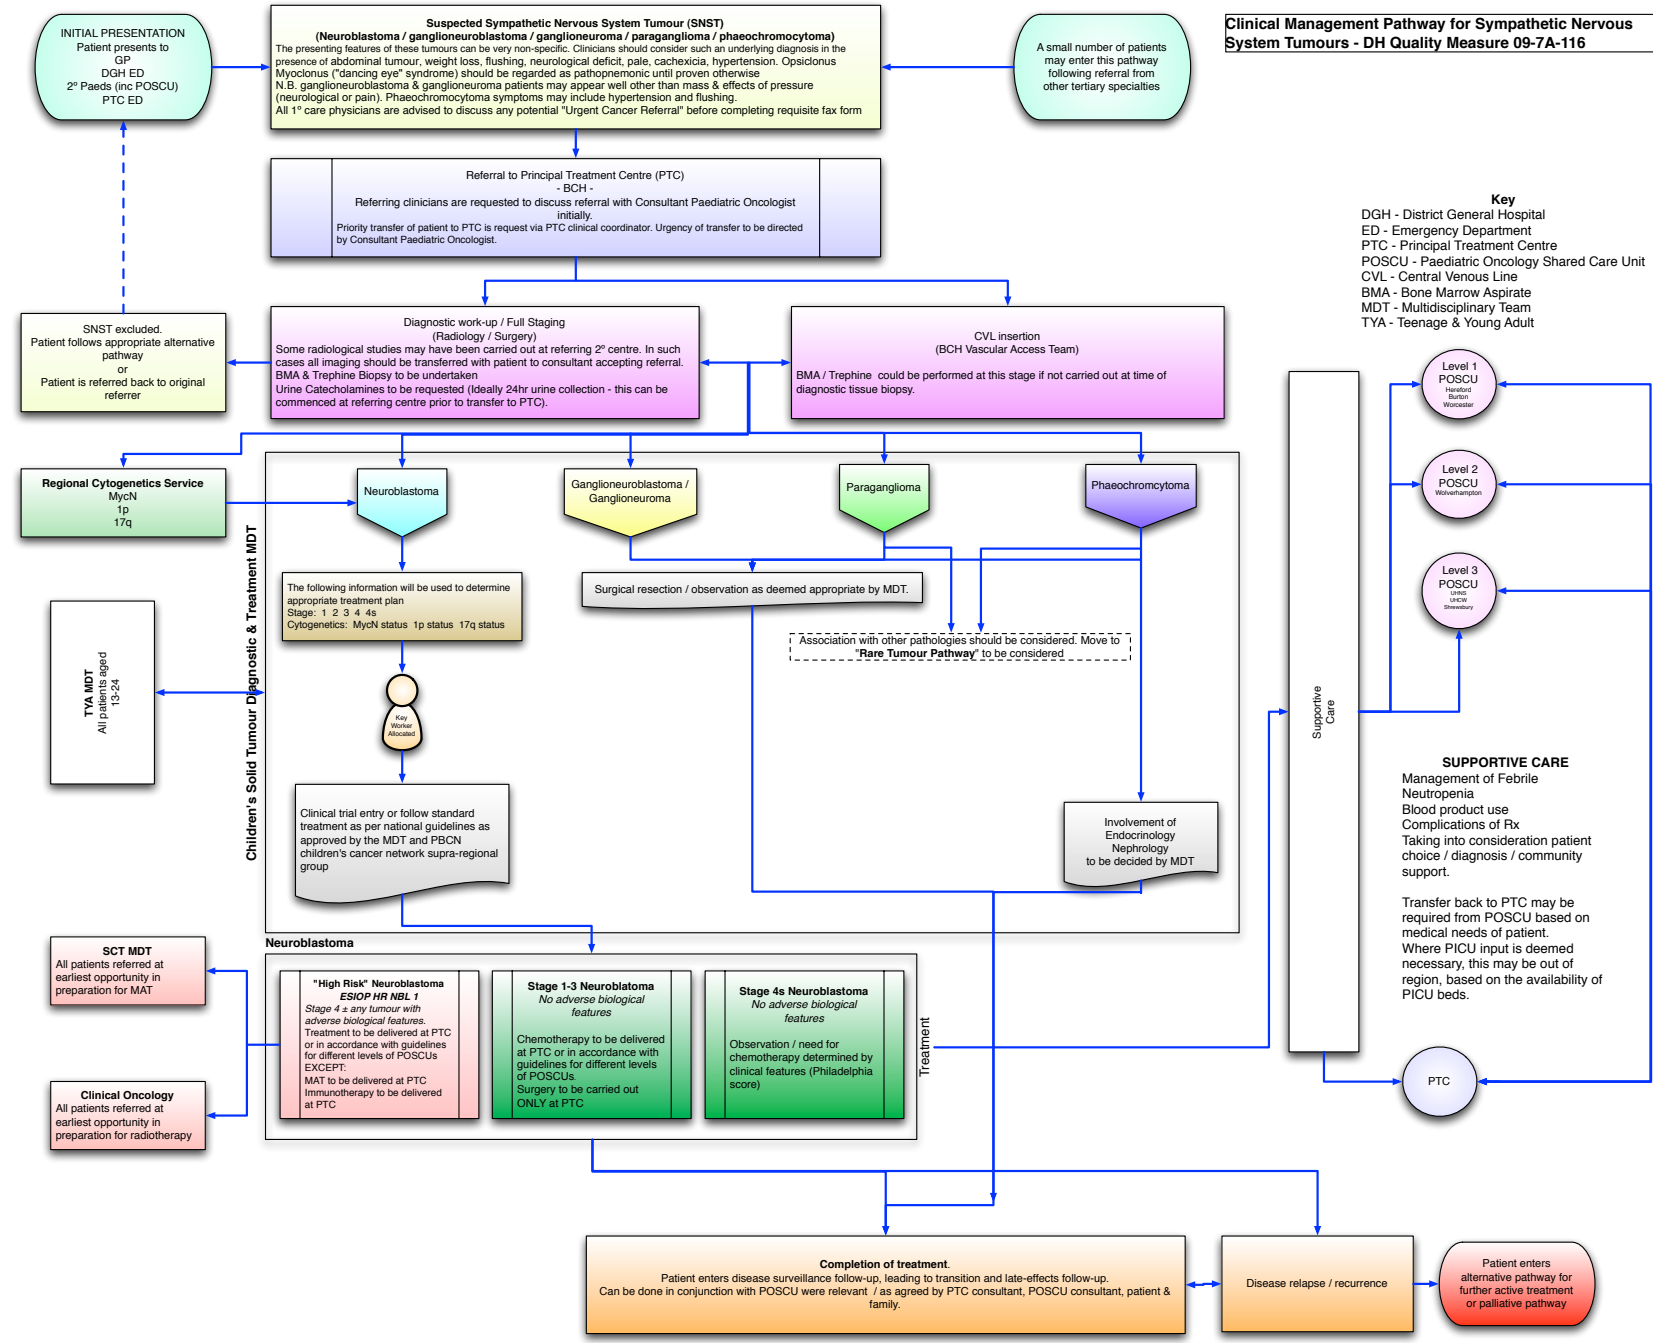 INITIAL PRESENTATION
Patient presents to
GP
DGH ED
2º Paeds (inc POSCU)
PTC ED
Suspected Sympathetic Nervous System Tumour (SNST)
(Neuroblastoma / ganglioneuroblastoma / ganglioneuroma / paraganglioma / phaeochromocytoma)
The presenting features of these tumours can be very non-specific. Clinicians should consider such an underlying diagnosis in the
presence of abdominal tumour, weight loss, flushing, neurological deficit, pale, cachexia, hypertension. Opsiclonus
Myoclonus ("dancing eye" syndrome) should be regarded as pathopnemonic until proven otherwise
N.B. ganglioneuroblastoma & ganglioneuroma patients may appear well other than mass & effects of pressure
(neurological or pain). Phaeochromocytoma symptoms may include hypertension and flushing.
All 1º care physicians are advised to discuss any potential "Urgent Cancer Referral" before completing requisite fax form
A small number of patients
may enter this pathway
following referral from
other tertiary specialties
Clinical Management Pathway for Sympathetic Nervous
System Tumours - DH Quality Measure 09-7A-116
Referral to Principal Treatment Centre (PTC)
- BCH -
Referring clinicians are requested to discuss referral with Consultant Paediatric Oncologist
initially.
Priority transfer of patient to PTC is request via PTC clinical coordinator. Urgency of transfer to be directed
by Consultant Paediatric Oncologist.
Key
DGH - District General Hospital
ED - Emergency Department
PTC - Principal Treatment Centre
POSCU - Paediatric Oncology Shared Care Unit
CVL - Central Venous Line
BMA - Bone Marrow Aspirate
MDT - Multidisciplinary Team
TYA - Teenage & Young Adult
SNST excluded.
Patient follows appropriate alternative
pathway
or
Patient is referred back to original
referrer
Diagnostic work-up / Full Staging
(Radiology / Surgery)
Some radiological studies may have been carried out at referring 2º centre. In such
cases all imaging should be transferred with patient to consultant accepting referral.
BMA & Trephine Biopsy to be undertaken
Urine Catecholamines to be requested (Ideally 24hr urine collection - this can be
commenced at referring centre prior to transfer to PTC).
CVL insertion
(BCH Vascular Access Team)
BMA / Trephine could be performed at this stage if not carried out at time of
diagnostic tissue biopsy.
Level 1
POSCU
Hereford
Burton
Worcester
Level 2
POSCU
Wolverhampton
Level 3
POSCU
UHNS
UHCW
Shrewsbury
Regional Cytogenetics Service
MycN
1p
17q
Children's Solid Tumour Diagnostic & Treatment MDT
Neuroblastoma
Ganglioneuroblastoma /
Ganglioneuroma
Paraganglioma
Phaeochromcytoma
The following information will be used to determine
appropriate treatment plan
Stage: 1 2 3 4 4s
Cytogenetics: MycN status 1p status 17q status
Surgical resection / observation as deemed appropriate by MDT.
Association with other pathologies should be considered. Move to
"Rare Tumour Pathway" to be considered
TYA MDT
All patients aged
13-24
Key
Worker
Allocated
Clinical trial entry or follow standard
treatment as per national guidelines as
approved by the MDT and PBCN
children's cancer network supra-regional
group
Involvement of
Endocrinology
Nephrology
to be decided by MDT
Supportive
Care
SUPPORTIVE CARE
Management of Febrile
Neutropenia
Blood product use
Complications of Rx
Taking into consideration patient
choice / diagnosis / community
support.
Transfer back to PTC may be
required from POSCU based on
medical needs of patient.
Where PICU input is deemed
necessary, this may be out of
region, based on the availability of
PICU beds.
PTC
SCT MDT
All patients referred at
earliest opportunity in
preparation for MAT
Clinical Oncology
All patients referred at
earliest opportunity in
preparation for radiotherapy
Neuroblastoma
"High Risk" Neuroblastoma
ESIOP HR NBL 1
Stage 4 ± any tumour with
adverse biological features.
Treatment to be delivered at PTC
or in accordance with guidelines
for different levels of POSCUs
EXCEPT:
MAT to be delivered at PTC
Immunotherapy to be delivered
at PTC
Stage 1-3 Neuroblatoma
No adverse biological
features
Chemotherapy to be delivered
at PTC or in accordance with
guidelines for different levels
of POSCUs.
Surgery to be carried out
ONLY at PTC
Stage 4s Neuroblastoma
No adverse biological
features
Observation / need for
chemotherapy determined by
clinical features (Philadelphia
score)
Treatment
Completion of treatment.
Patient enters disease surveillance follow-up, leading to transition and late-effects follow-up.
Can be done in conjunction with POSCU were relevant / as agreed by PTC consultant, POSCU consultant, patient &
family.
Disease relapse / recurrence
Patient enters
alternative pathway for
further active treatment
or palliative pathway